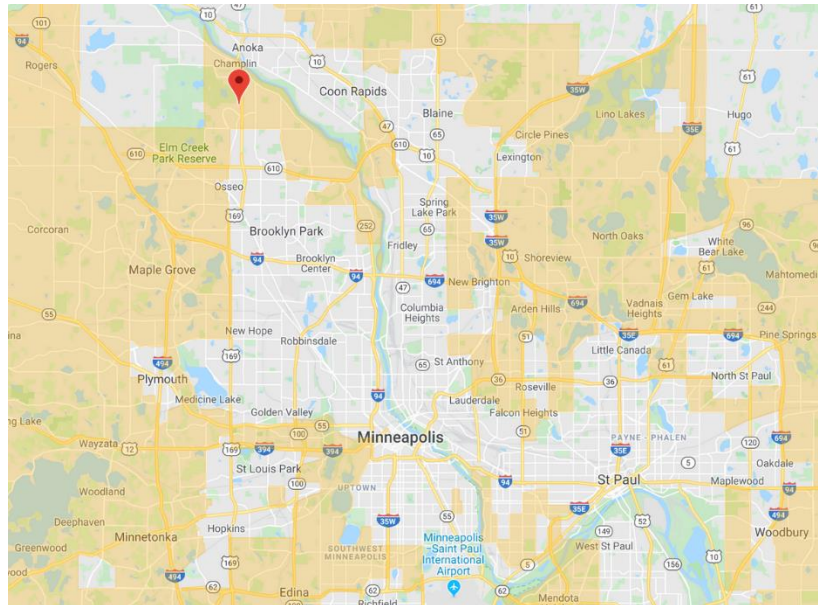 101
10
47
94
Anoka
65
Rogers
Champlin
10
61
Coon Rapids
35W
Blaine
Lino Lakes
35E
Hugo
47
65
Circle Pines
610
10
61
610
Elm Creek
Park Reserve
Lexington
610
Osseo
169
Spring
Lake Park
35W
96
252
65
Corcoran
Brooklyn Park
Fridley
35W
North Oaks
White
Bear Lake
94
10
Shoreview
61
Maple Grove
Brooklyn
Center
94
694
New Brighton
Mahtomedi
47
Gem Lake
694
Vadnais
Heights
244
55
Columbia
Heights
Arden Hills
New Hope
51
35E
694
Pine Springs
Robbinsdale
169
Little Canada
494
65
St Anthony
61
Plymouth
36
36
North St Paul
Roseville
94
Medicine Lake
Lauderdale
Golden Valley
55
Falcon Heights
100
51
Minneapolis
PAYNE - PHALEN
694
Wayzata
12
169
394
394
35E
120
St Louis Park
5
Oakdale
100
94
St Paul
Maplewood
94
Woodland
UPTOWN
494
Deephaven
35W
55
35E
52
Hopkins
149
Woodbury
Minnetonka
Minneapolis
-Saint Paul
International
Airport
West St Paul
10
Greenwood
SOUTHWEST
MINNEAPOLIS
169
5
156
494
62
Edina
62
Richfield
62
Mendota